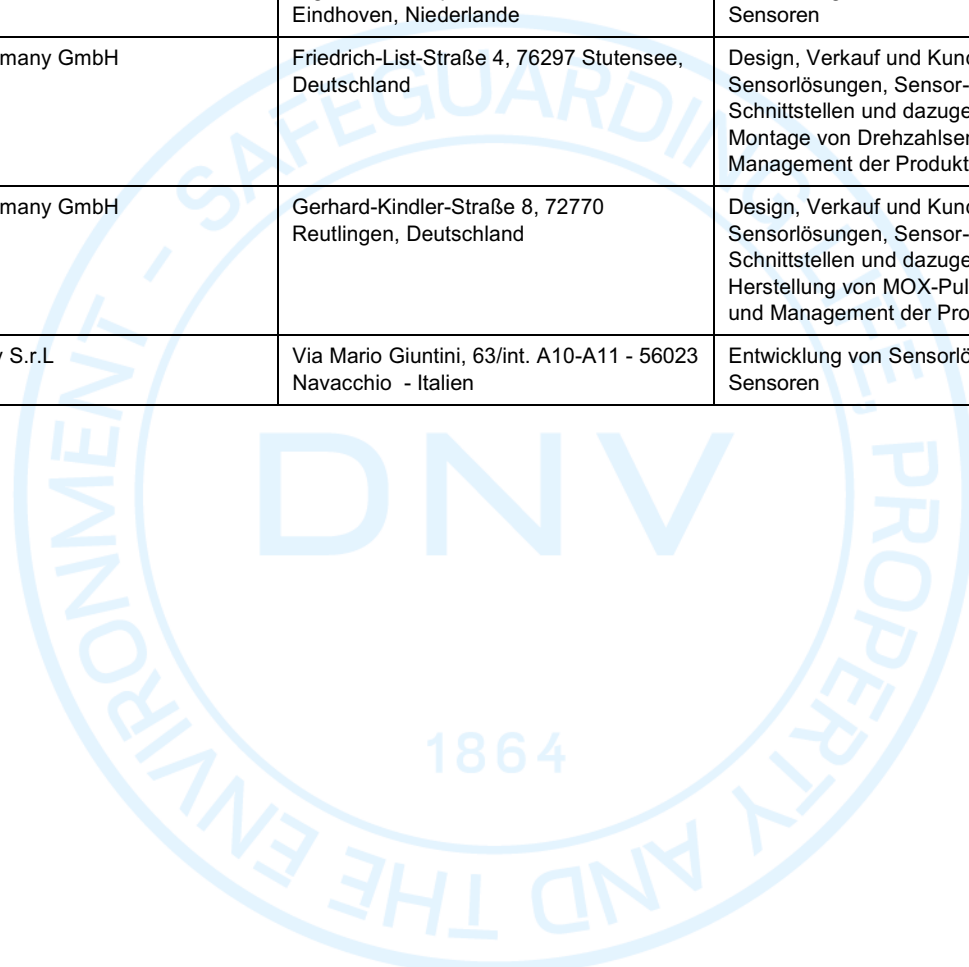 Eindhoven, Niederlande
Sensoren
many GmbH
Friedrich-List-Straße 4, 76297 Stutensee,
Deutschland
Design, Verkauf und Kun
Sensorlösungen, Sensor-
Schnittstellen und dazuge
Montage von Drehzahlse
Management der Produkt
many GmbH
Gerhard-Kindler-Straße 8, 72770
Reutlingen, Deutschland
Design, Verkauf und Kun
Sensorlösungen, Sensor-
Schnittstellen und dazuge
Herstellung von MOX-Pul
und Management der Pro
S.r.L
Via Mario Giuntini, 63/int. A10-A11 - 56023
Navacchio - Italien
Entwicklung von Sensorl
Sensoren
SAFEGUARDING LIFE, PROPERTY AND THE ENVIRONMENT -
DNV
1864